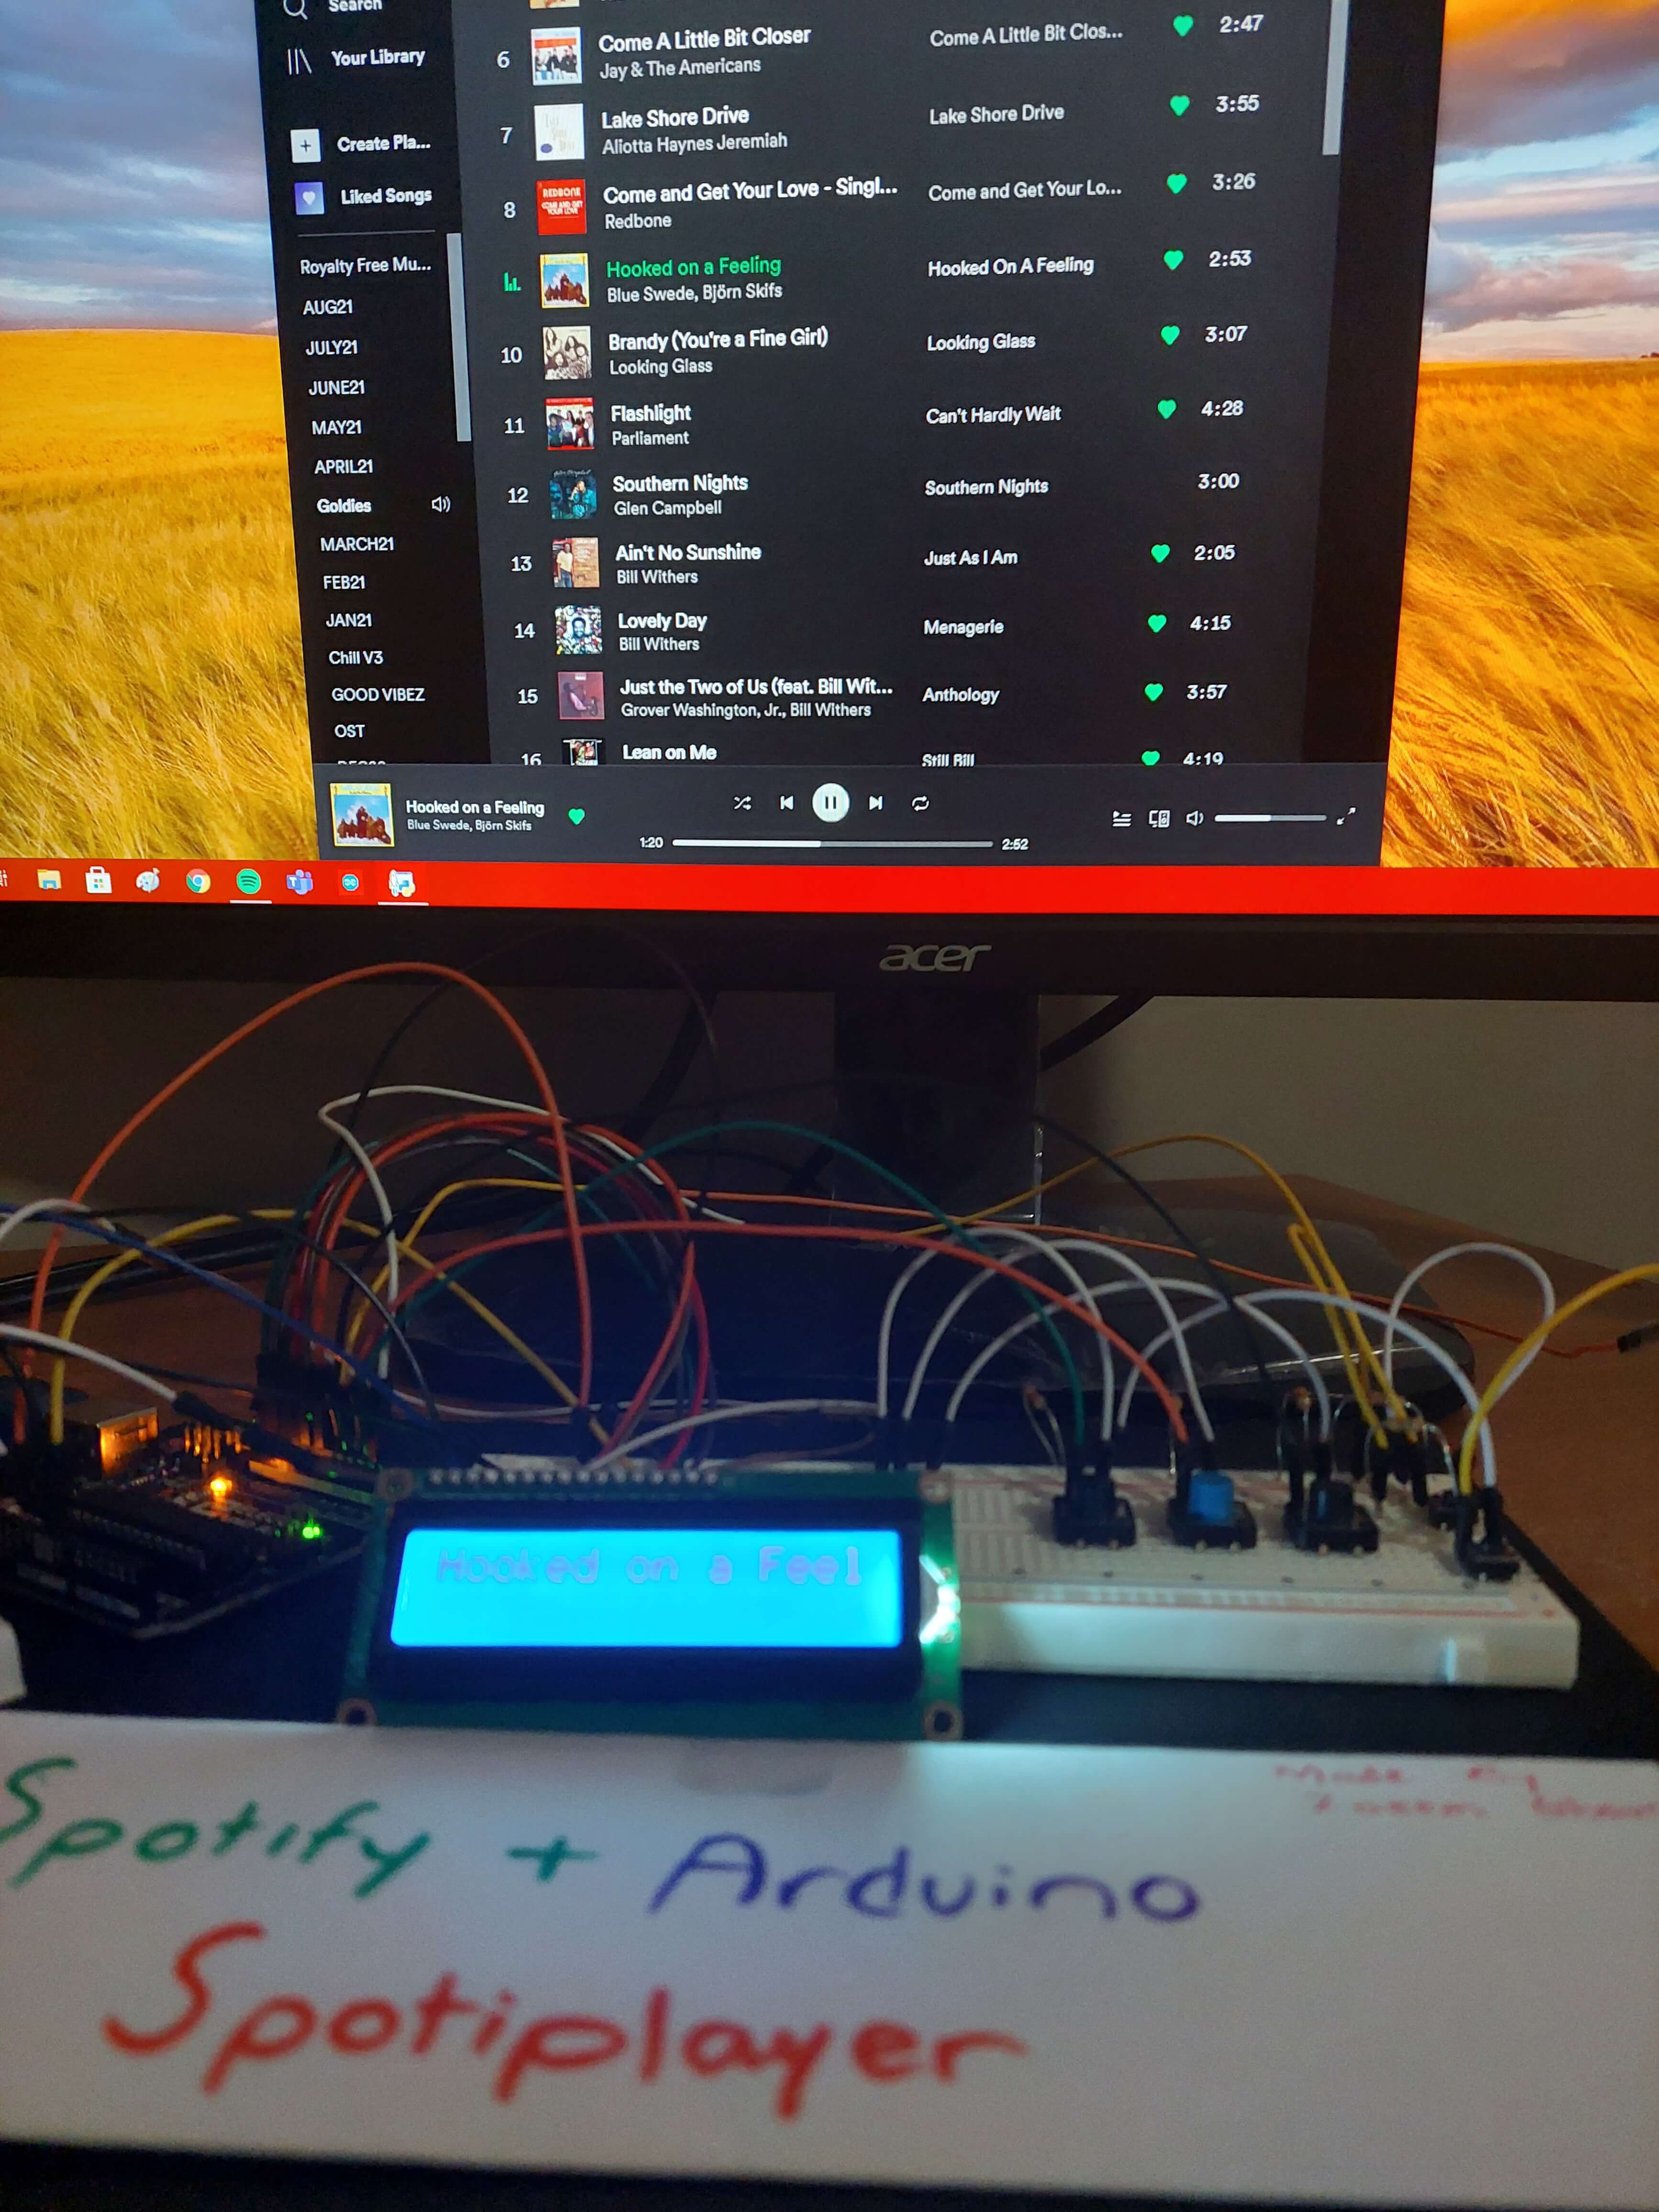 Search
Your Library
Create Pla...
Liked Songs
Royalty Free Mu...
AUG21
JULY21
JUNE21
MAY21
APRIL21
Goldies
MARCH21
FEB21
JAN21
Chill V3
GOOD VIBEZ
OST
6 Come A Little Bit Closer Come A Little Bit Clos... 2:47
Jay & The Americans
7 Lake Shore Drive Lake Shore Drive 3:55
Aliotta Haynes Jeremiah
8 Come and Get Your Love - Singl... Come and Get Your Lo... 3:26
Redbone
REDBONE
COME AND GET
YOUR LOVE
Hooked on a Feeling Hooked On A Feeling 2:53
Blue Swede, Björn Skifs
10 Brandy (You're a Fine Girl) Looking Glass 3:07
Looking Glass
11 Flashlight Can't Hardly Wait 4:28
Parliament
12 Southern Nights Southern Nights 3:00
Glen Campbell
13 Ain't No Sunshine Just As I Am 2:05
Bill Withers
14 Lovely Day Menagerie 4:15
Bill Withers
15 Just the Two of Us (feat. Bill Wit... Anthology 3:57
Grover Washington, Jr., Bill Withers
16 Lean on Me Still Bill 4:19
Hooked on a Feeling
Blue Swede, Björn Skifs
1:20 2:52
acer
Hooked on a Feel
Made By
Spotify + Arduino
Spotiplayer